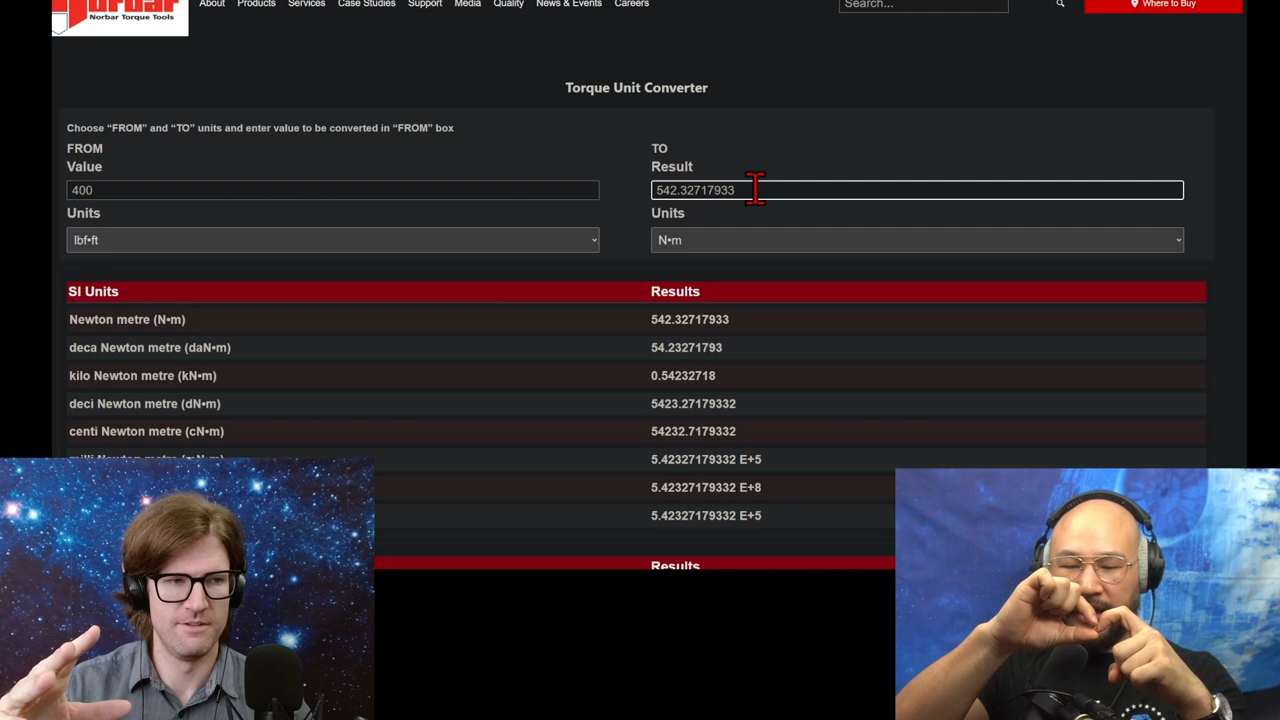 Norbar Torque Tools
About Products Services Case Studies Support Media Quality News & Events Careers
Search...
Where to Buy
Torque Unit Converter
Choose “FROM” and “TO” units and enter value to be converted in “FROM” box
FROM TO
Value Result
400 542.32717933
Units Units
lbf•ft N•m
SI Units Results
Newton metre (N•m) 542.32717933
deca Newton metre (daN•m) 54.23271793
kilo Newton metre (kN•m) 0.54232718
deci Newton metre (dN•m) 5423.27179332
centi Newton metre (cN•m) 54232.7179332
5.42327179332 E+5
5.42327179332 E+8
5.42327179332 E+5
Results